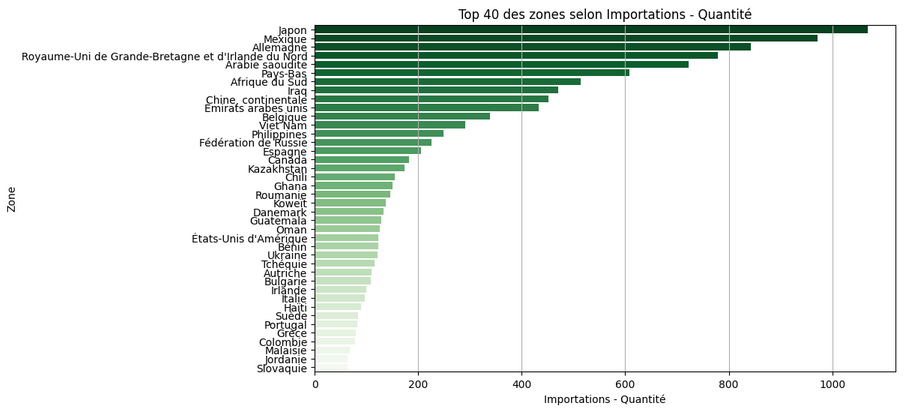 Top 40 des zones selon Importations - Quantité
Japon
Mexique
Allemagne
Royaume-Uni de Grande-Bretagne et d'Irlande du Nord
Arabie saoudite
Pays-Bas
Afrique du Sud
Iraq
Chine, continentale
Émirats arabes unis
Belgique
Viet Nam
Philippines
Fédération de Russie
Espagne
Canada
Kazakhstan
Chili
Ghana
Roumanie
Koweït
Danemark
Guatemala
Oman
États-Unis d'Amérique
Bénin
Ukraine
Tchéquie
Autriche
Bulgarie
Irlande
Italie
Haïti
Suède
Portugal
Grèce
Colombie
Malaisie
Jordanie
Slovaquie
Zone
0 200 400 600 800 1000
Importations - Quantité